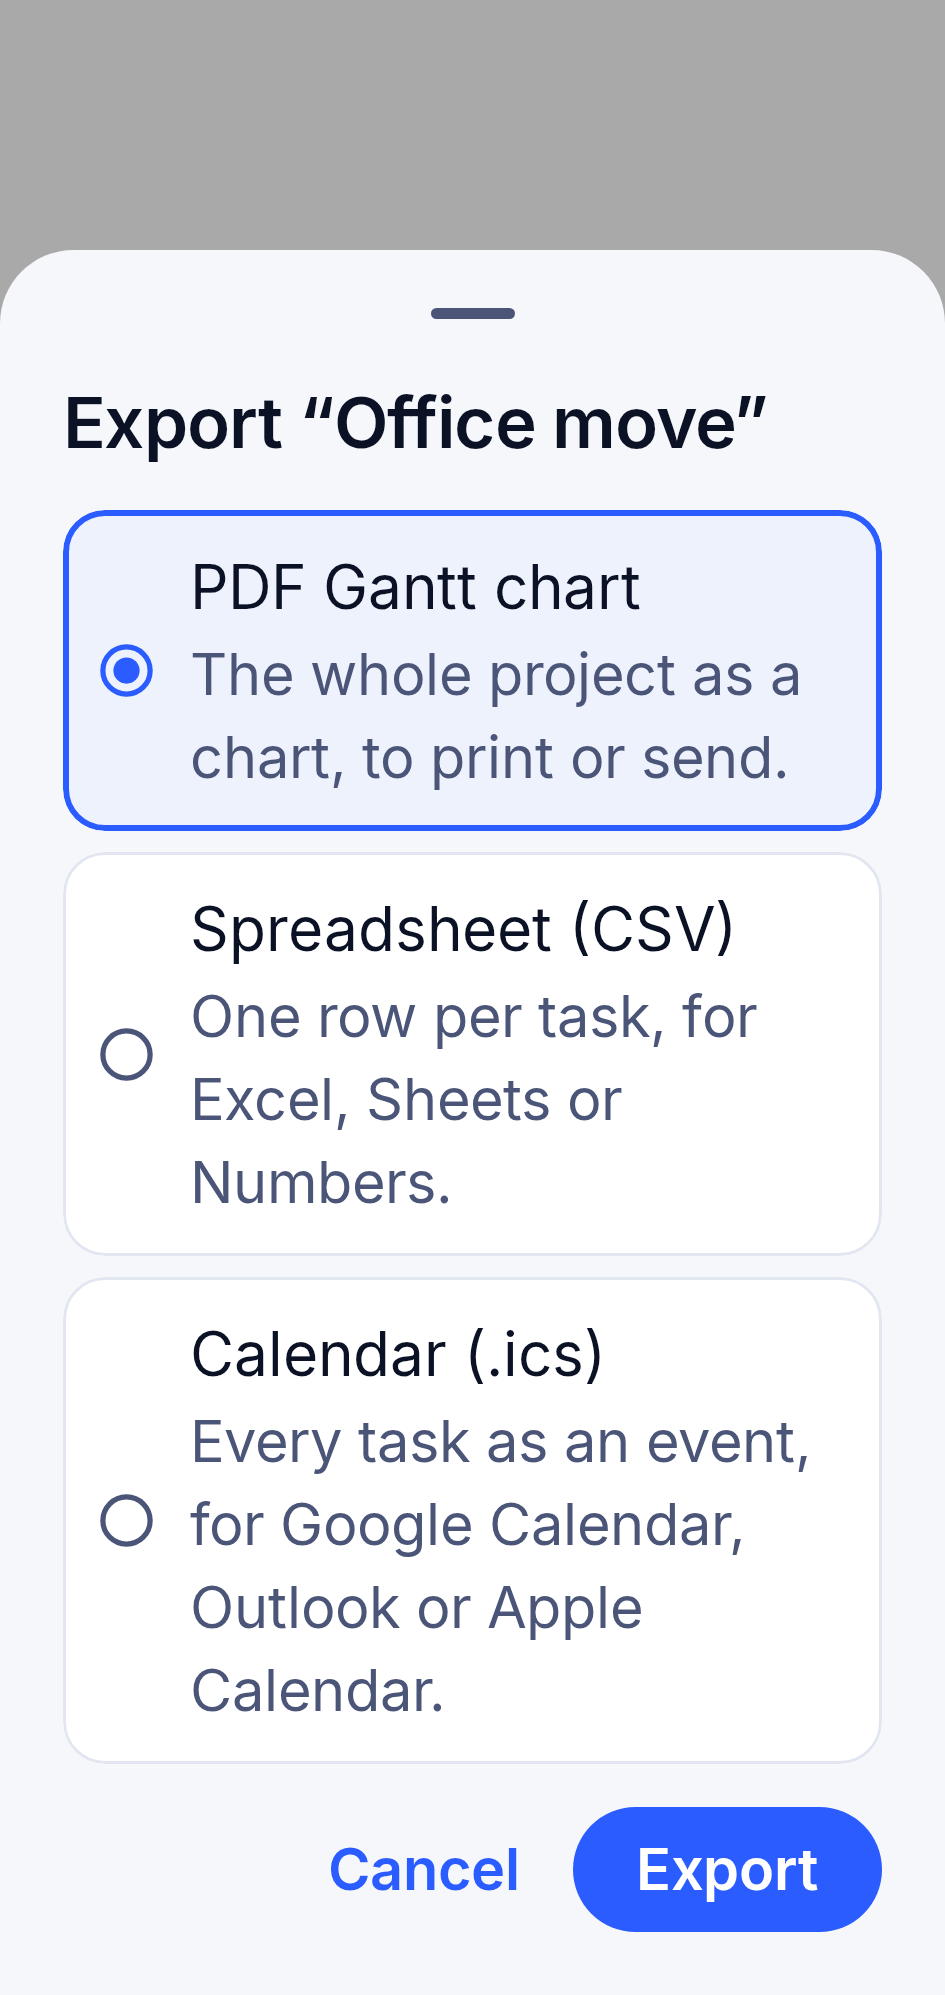 Export “Office move”
PDF Gantt chart
The whole project as a
chart, to print or send.
Spreadsheet (CSV)
One row per task, for
Excel, Sheets or
Numbers.
Calendar (.ics)
Every task as an event,
for Google Calendar,
Outlook or Apple
Calendar.
Cancel
Export